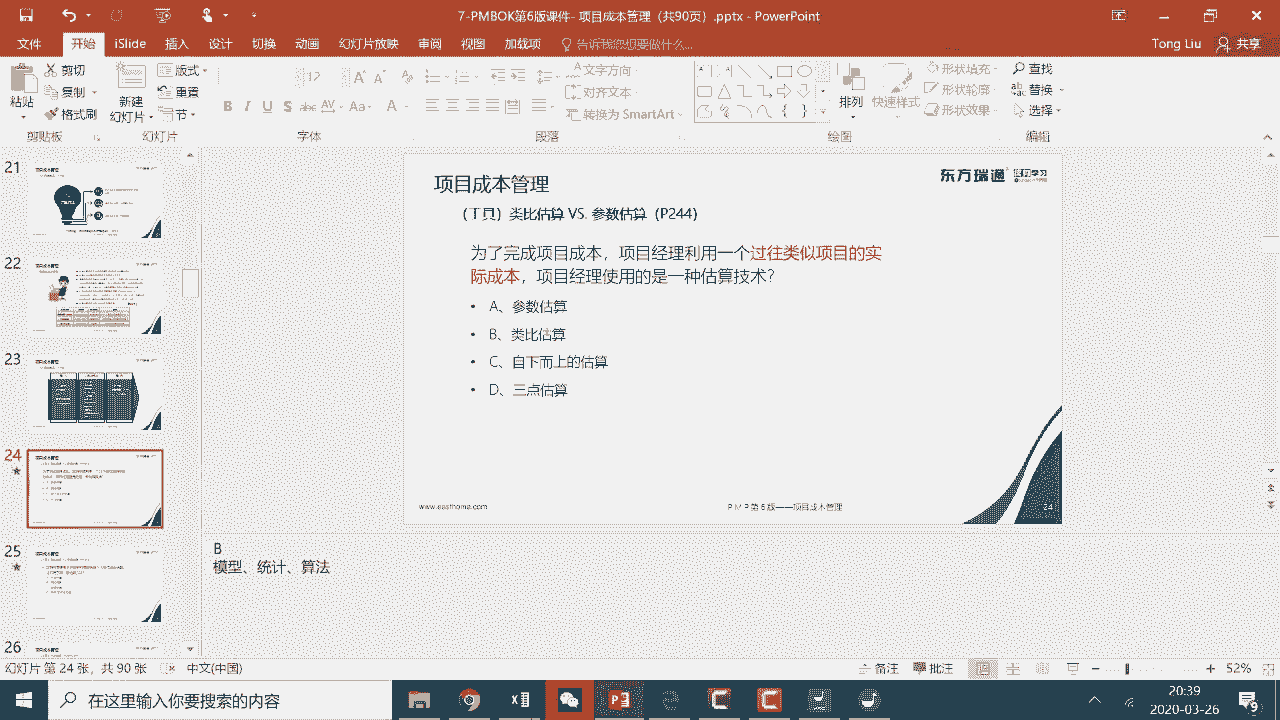 7-PMBOK第6版课件- 项目成本管理（共90页）.pptx - PowerPoint
文件 开始 iSlide 插入 设计 切换 动画 幻灯片放映 审阅 视图 加载项 告诉我您想要做什么... Tong Liu 共享
粘贴 剪切 复制 格式刷 剪贴板
新建 幻灯片 版式 重置 节 幻灯片
12
B I U S abc AV Aa A 字体
文字方向 对齐文本 转换为 SmartArt 段落
排列 快速样式 形状填充 形状轮廓 形状效果 绘图
查找 替换 选择 编辑
21
22
23
24
25
26
项目成本管理
东方瑞通
（工具）类比估算 VS. 参数估算（P244）
为了完成项目成本，项目经理利用一个过往类似项目的实
际成本，项目经理使用的是一种估算技术？
• A、参数估算
• B、类比估算
• C、自下而上的估算
• D、三点估算
www.easthome.com
PMP第6版——项目成本管理
24
B
模型、统计、算法
幻灯片 第 24 张，共 90 张 中文(中国) 备注 批注 52%
在这里输入你要搜索的内容
20:39
2020-03-26